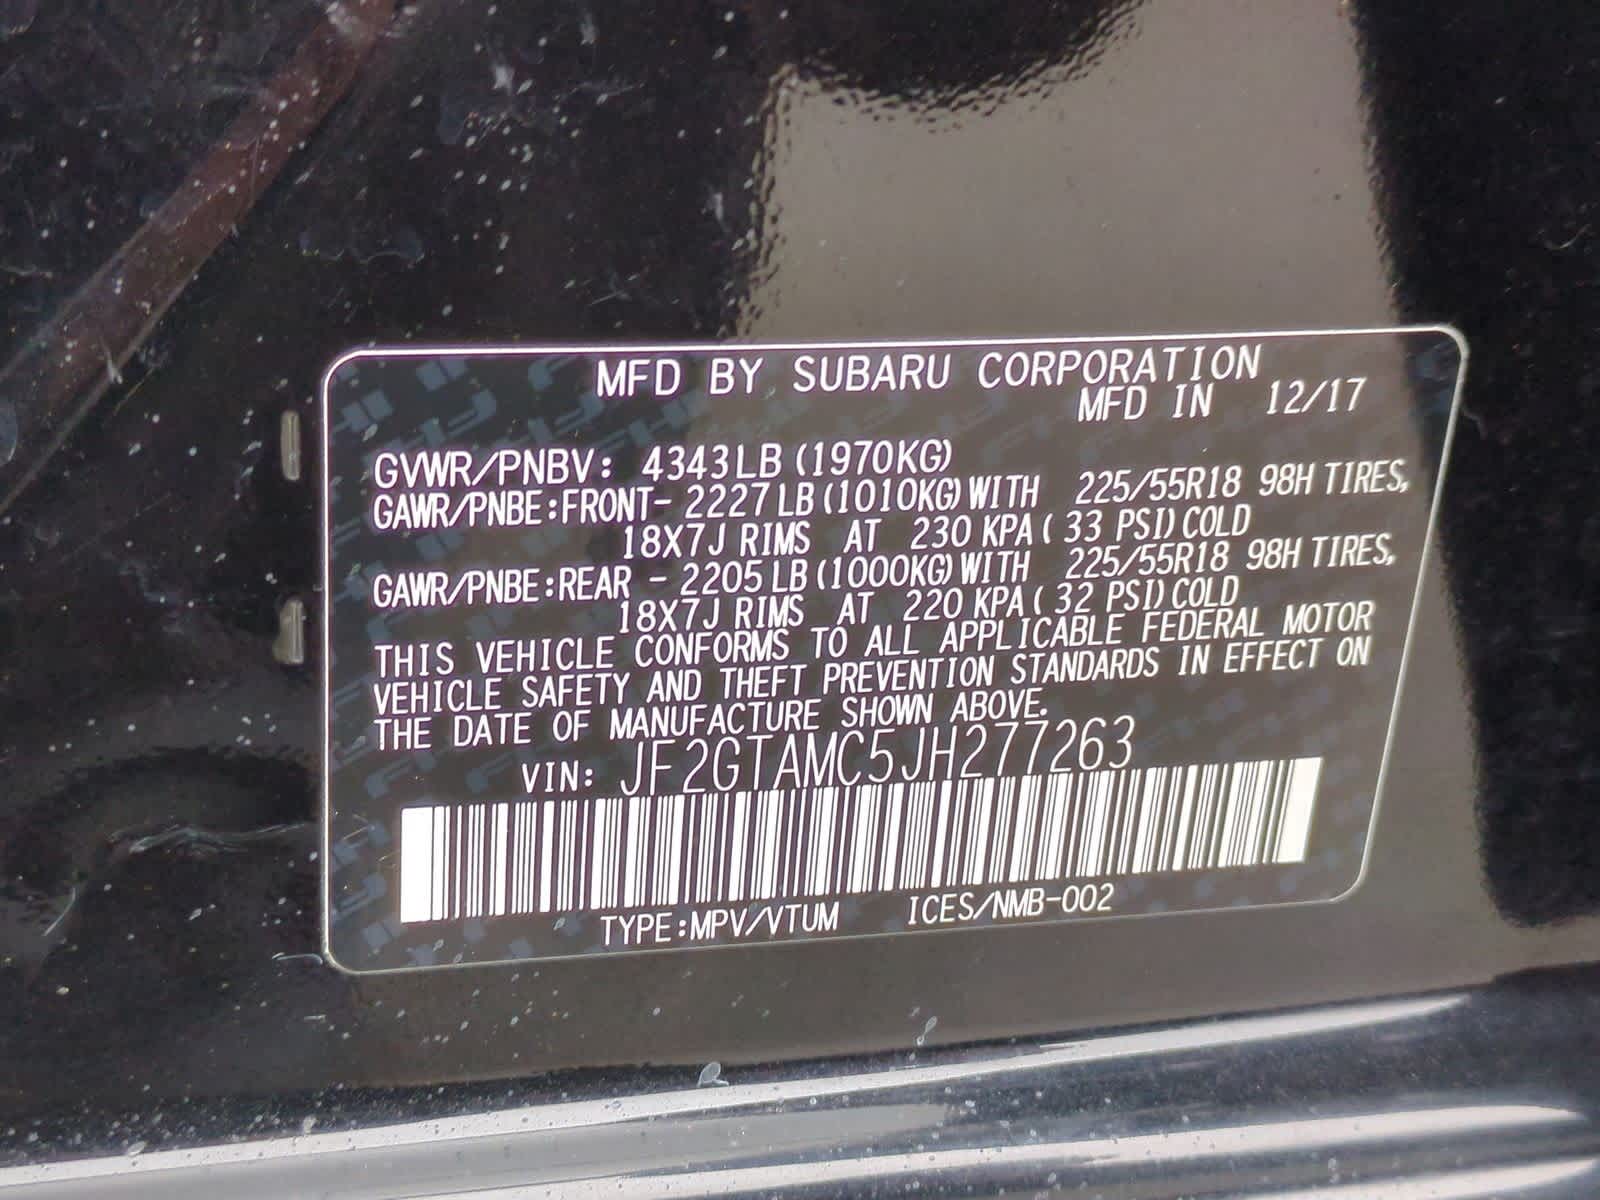 MFD BY SUBARU CORPORATION
MFD IN 12/17
GVWR/PNBV: 4343LB (1970KG)
GAWR/PNBE:FRONT- 2227LB(1010KG)WITH 225/55R18 98H TIRES,
18X7J RIMS AT 230 KPA( 33 PSI)COLD
GAWR/PNBE:REAR - 2205LB(1000KG)WITH 225/55R18 98H TIRES,
18X7J RIMS AT 220 KPA( 32 PSI)COLD
THIS VEHICLE CONFORMS TO ALL APPLICABLE FEDERAL MOTOR
VEHICLE SAFETY AND THEFT PREVENTION STANDARDS IN EFFECT ON
THE DATE OF MANUFACTURE SHOWN ABOVE.
VIN: JF2GTAMC5JH277263
TYPE:MPV/VTUM ICES/NMB-002